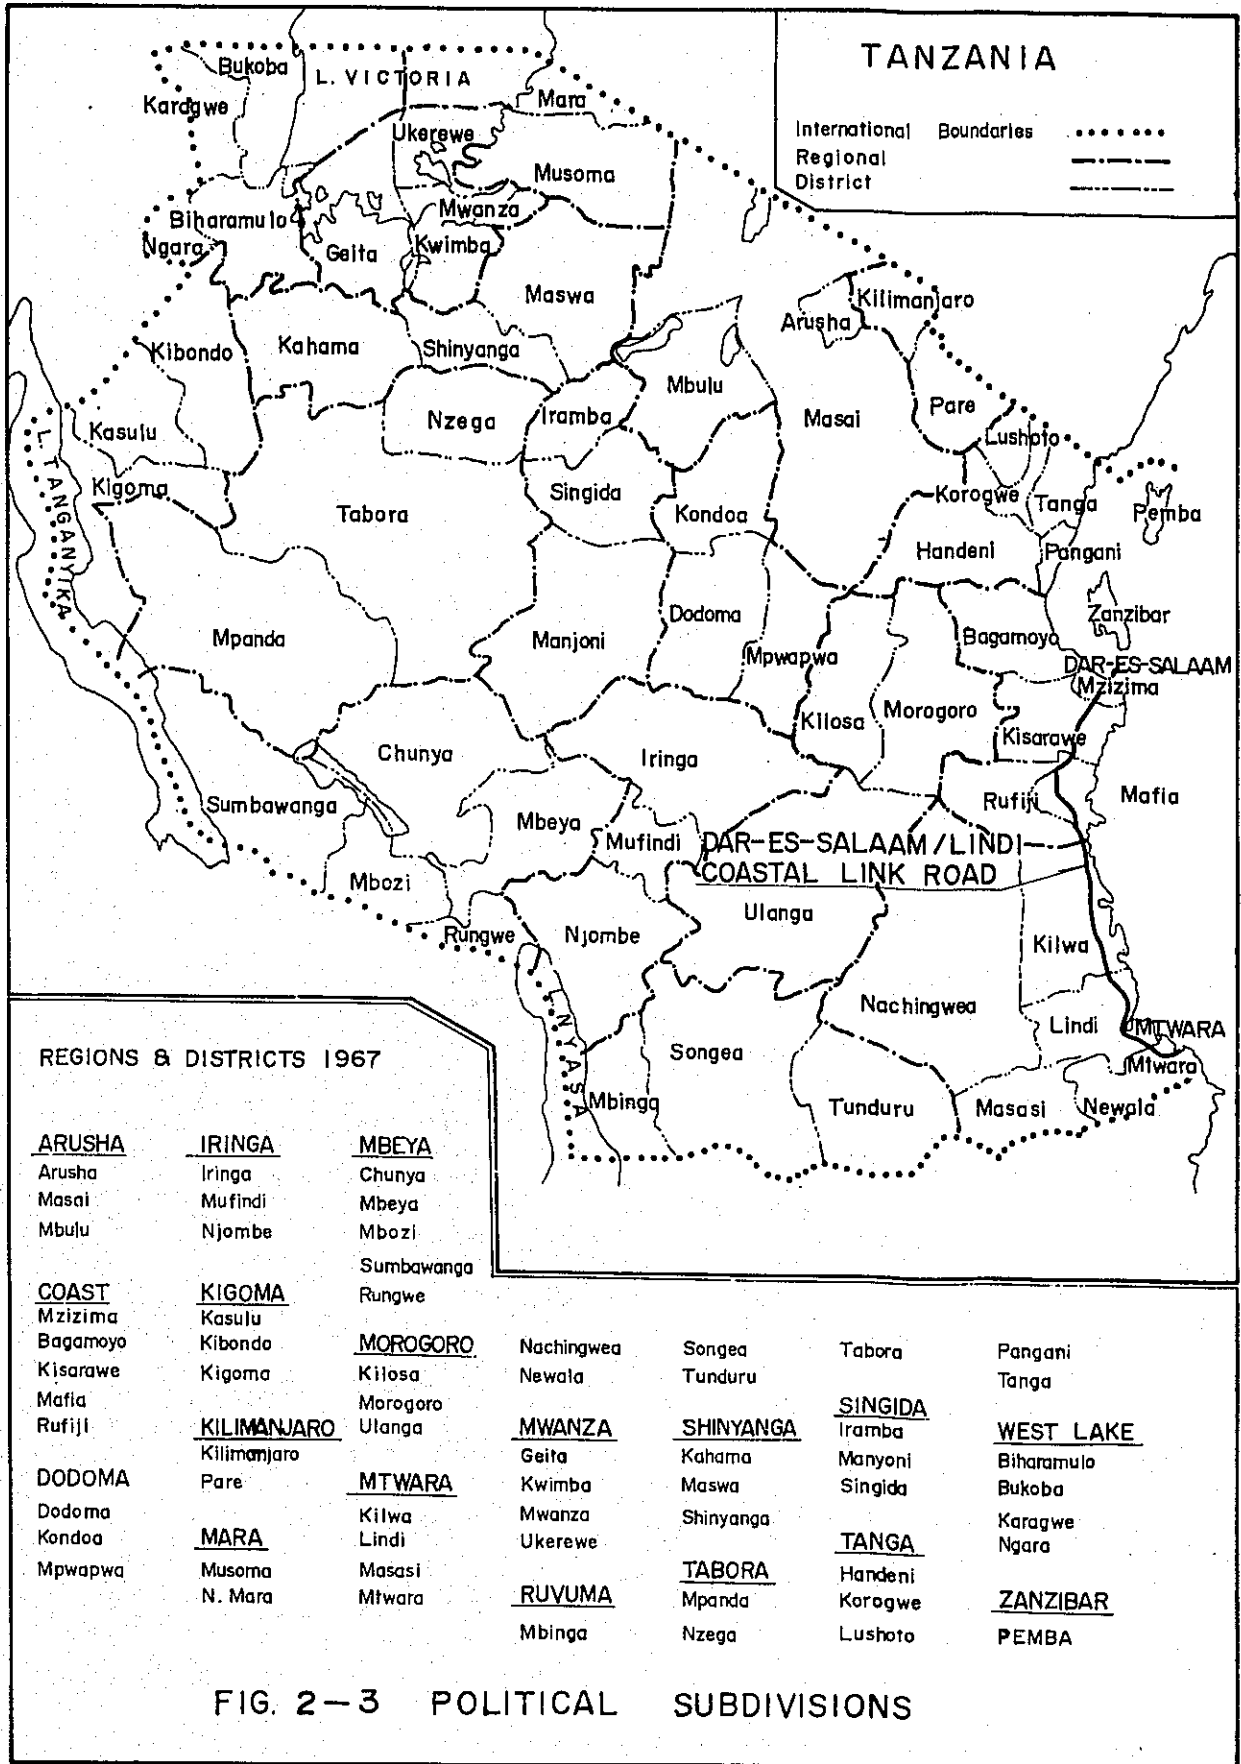 TANZANIA
International Boundaries
Regional
District
Bukoba
L. VICTORIA
Karagwe
Mara
Ukerewe
Musoma
Mwanza
Biharamulo
Ngara
Geita
Kwimba
Maswa
Kilimanjaro
Arusha
Kibondo
Kahama
Shinyanga
Mbulu
Masai
Pare
Nzega
Iramba
Lushoto
Kasulu
L. TANGANYIKA
Kigoma
Singida
Korogwe
Tanga
Pemba
Tabora
Kondoa
Handeni
Pangani
Dodoma
Zanzibar
Mpanda
Manjoni
Bagamoyo
Mpwapwa
DAR-ES-SALAAM
Mzizima
Kilosa
Morogoro
Kisarawe
Chunya
Iringa
Sumbawanga
Rufiji
Mafia
Mbeya
Mufindi
DAR-ES-SALAAM/LINDI
COASTAL LINK ROAD
Mbozi
Ulanga
Rungwe
Njombe
Kilwa
L. NYASA
Nachingwea
Lindi
MTWARA
Songea
Mtwara
Mbinga
Tunduru
Masasi
Newala
REGIONS & DISTRICTS 1967
ARUSHA
Arusha
Masai
Mbulu
COAST
Mzizima
Bagamoyo
Kisarawe
Mafia
Rufiji
DODOMA
Dodoma
Kondoa
Mpwapwa
IRINGA
Iringa
Mufindi
Njombe
KIGOMA
Kasulu
Kibondo
Kigoma
KILIMANJARO
Kilimanjaro
Pare
MARA
Musoma
N. Mara
MBEYA
Chunya
Mbeya
Mbozi
Sumbawanga
Rungwe
MOROGORO
Kilosa
Morogoro
Ulanga
MTWARA
Kilwa
Lindi
Masasi
Mtwara
Nachingwea
Newala
MWANZA
Geita
Kwimba
Mwanza
Ukerewe
RUVUMA
Mbinga
Songea
Tunduru
SHINYANGA
Kahama
Maswa
Shinyanga
TABORA
Mpanda
Nzega
Tabora
SINGIDA
Iramba
Manyoni
Singida
TANGA
Handeni
Korogwe
Lushoto
Pangani
Tanga
WEST LAKE
Biharamulo
Bukoba
Karagwe
Ngara
ZANZIBAR
PEMBA
FIG. 2-3 POLITICAL SUBDIVISIONS